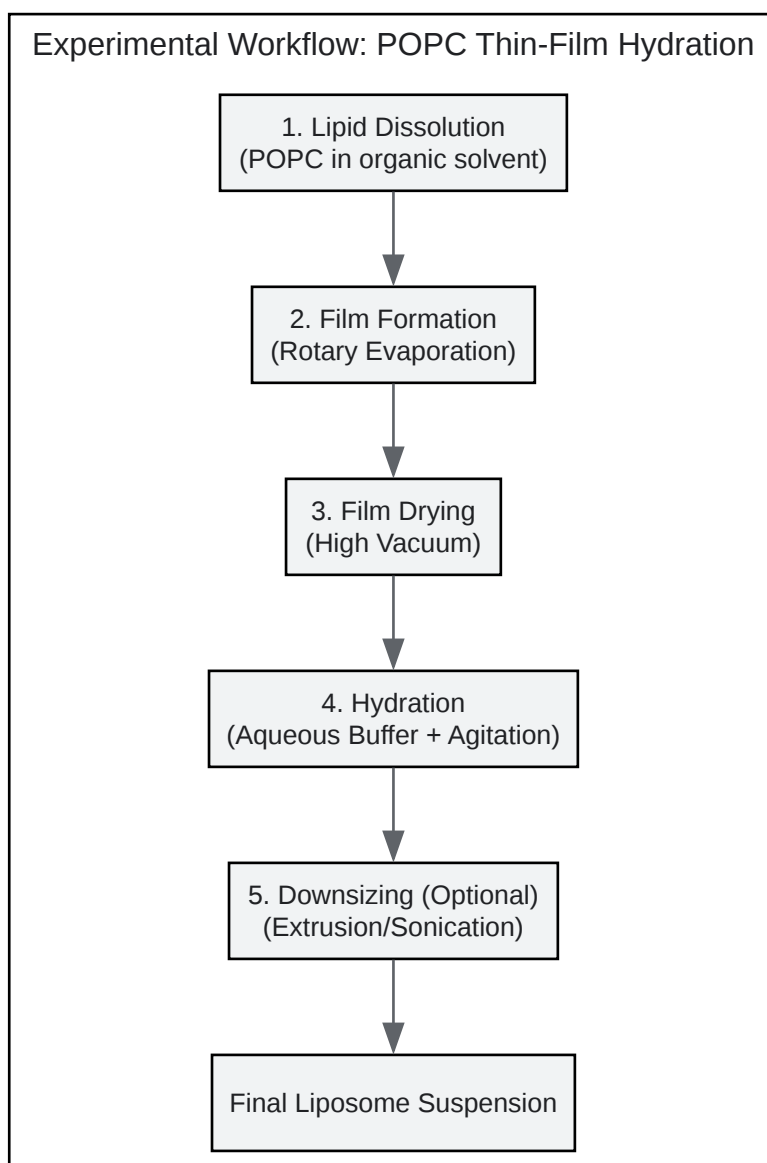 Experimental Workflow: POPC Thin-Film Hydration
1. Lipid Dissolution
(POPC in organic solvent)
2. Film Formation
(Rotary Evaporation)
3. Film Drying
(High Vacuum)
4. Hydration
(Aqueous Buffer + Agitation)
5. Downsizing (Optional)
(Extrusion/Sonication)
Final Liposome Suspension